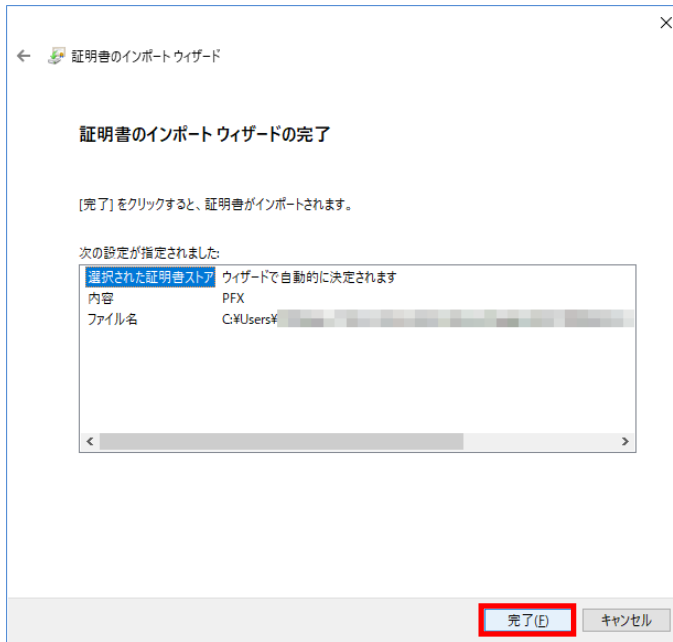 証明書のインポート ウィザード
証明書のインポート ウィザードの完了
[完了] をクリックすると、証明書がインポートされます。
次の設定が指定されました:
選択された証明書ストア ウィザードで自動的に決定されます
内容 PFX
ファイル名 C:¥Users¥
完了(F) キャンセル